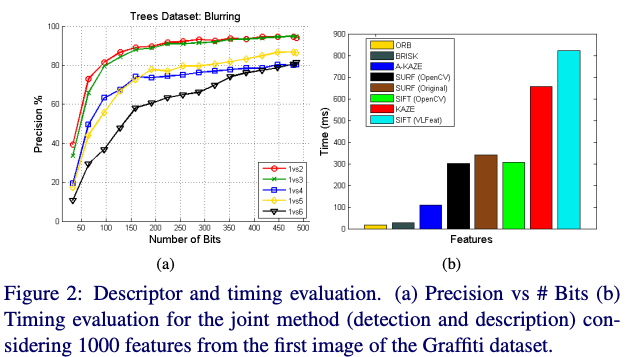 Trees Dataset: Blurring
Precision %
100
80
60
40
20
0
50 100 150 200 250 300 350 400 450 500
Number of Bits
1vs2
1vs3
1vs4
1vs5
1vs6
(a)
Time (ms)
900
800
700
600
500
400
300
200
100
0
ORB
BRISK
A-KAZE
SURF (OpenCV)
SURF (Original)
SIFT (OpenCV)
KAZE
SIFT (VLFeat)
Features
(b)
Figure 2: Descriptor and timing evaluation. (a) Precision vs # Bits (b)
Timing evaluation for the joint method (detection and description) con-
sidering 1000 features from the first image of the Graffiti dataset.